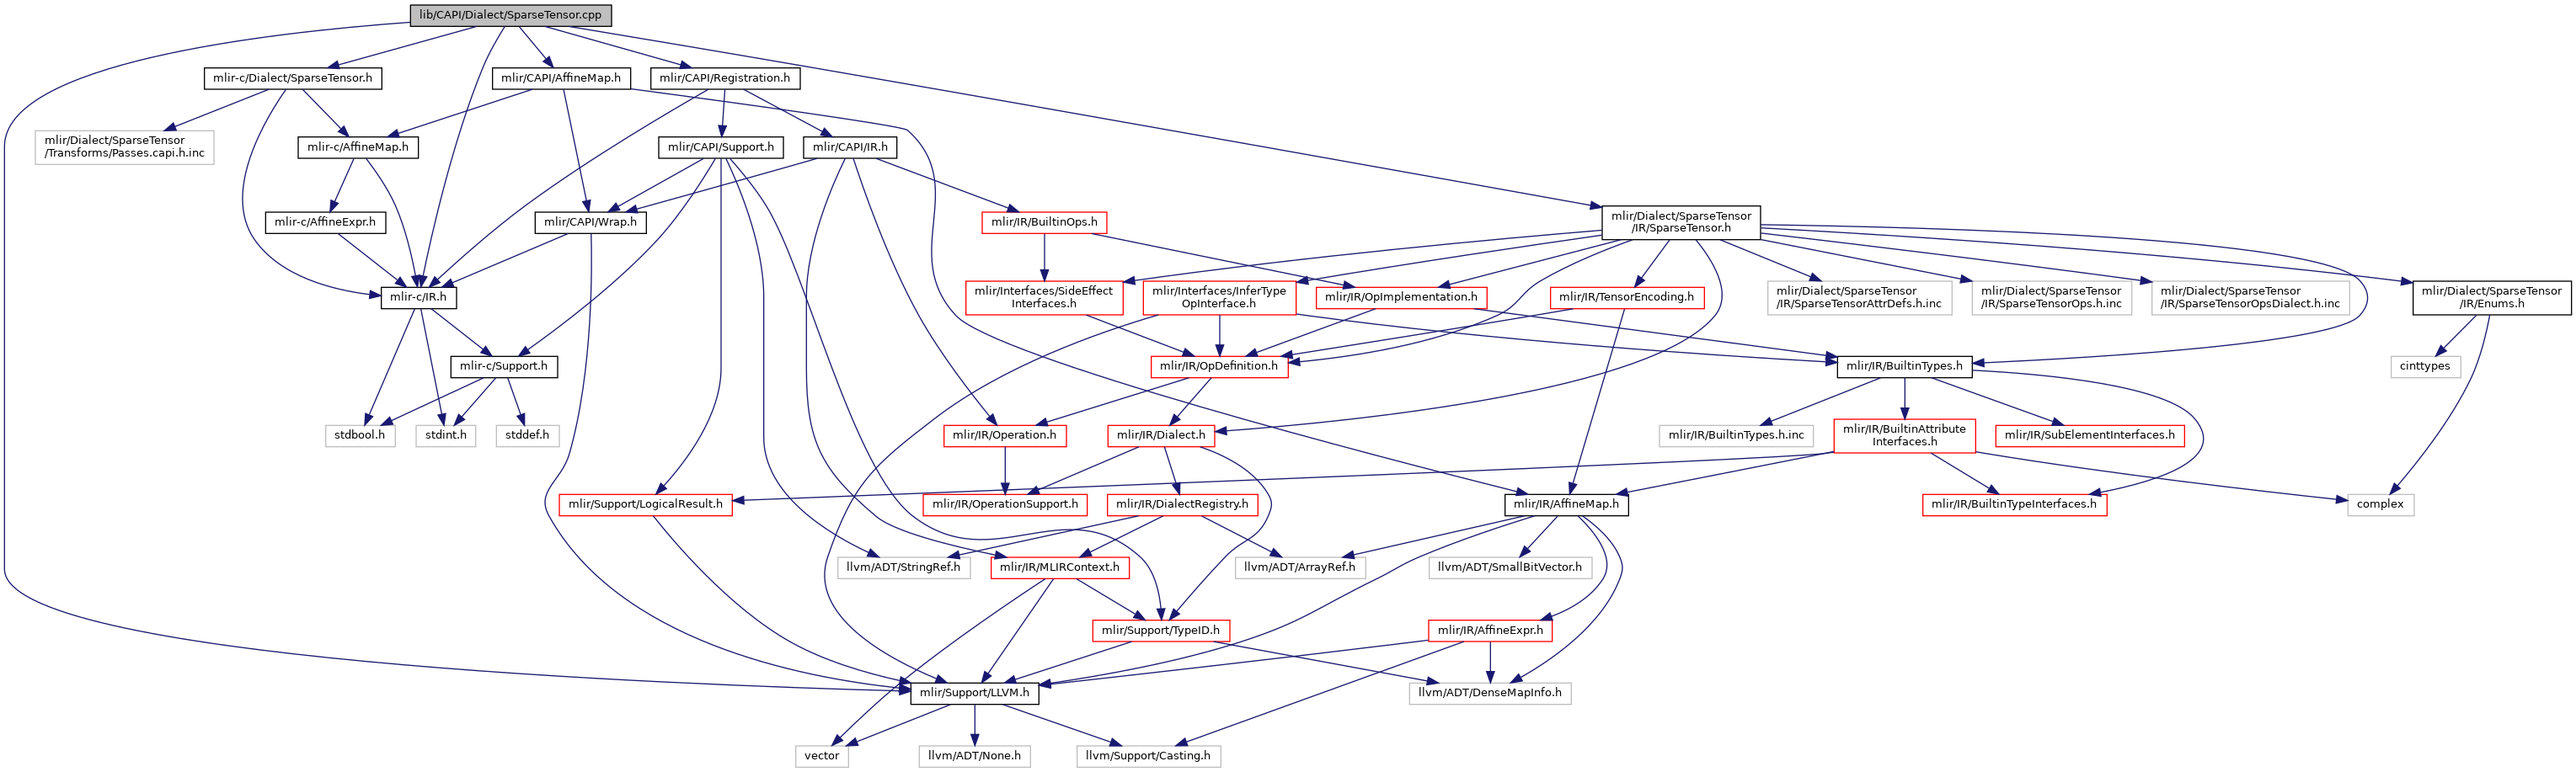 lib/CAPI/Dialect/SparseTensor.cpp
mlir-c/Dialect/SparseTensor.h
mlir/CAPI/AffineMap.h
mlir/CAPI/Registration.h
mlir/Dialect/SparseTensor
/Transforms/Passes.capi.h.inc
mlir-c/AffineMap.h
mlir/CAPI/Support.h
mlir/CAPI/IR.h
mlir-c/AffineExpr.h
mlir/CAPI/Wrap.h
mlir/IR/BuiltinOps.h
mlir/Dialect/SparseTensor
/IR/SparseTensor.h
mlir-c/IR.h
mlir/Interfaces/SideEffect
Interfaces.h
mlir/Interfaces/InferType
OpInterface.h
mlir/IR/OpImplementation.h
mlir/IR/TensorEncoding.h
mlir/Dialect/SparseTensor
/IR/SparseTensorAttrDefs.h.inc
mlir/Dialect/SparseTensor
/IR/SparseTensorOps.h.inc
mlir/Dialect/SparseTensor
/IR/SparseTensorOpsDialect.h.inc
mlir/Dialect/SparseTensor
/IR/Enums.h
mlir-c/Support.h
mlir/IR/OpDefinition.h
mlir/IR/BuiltinTypes.h
cinttypes
stdbool.h
stdint.h
stddef.h
mlir/IR/Operation.h
mlir/IR/Dialect.h
mlir/IR/BuiltinTypes.h.inc
mlir/IR/BuiltinAttribute
Interfaces.h
mlir/IR/SubElementInterfaces.h
mlir/Support/LogicalResult.h
mlir/IR/OperationSupport.h
mlir/IR/DialectRegistry.h
mlir/IR/AffineMap.h
mlir/IR/BuiltinTypeInterfaces.h
complex
llvm/ADT/StringRef.h
mlir/IR/MLIRContext.h
llvm/ADT/ArrayRef.h
llvm/ADT/SmallBitVector.h
mlir/Support/TypeID.h
mlir/IR/AffineExpr.h
mlir/Support/LLVM.h
llvm/ADT/DenseMapInfo.h
vector
llvm/ADT/None.h
llvm/Support/Casting.h